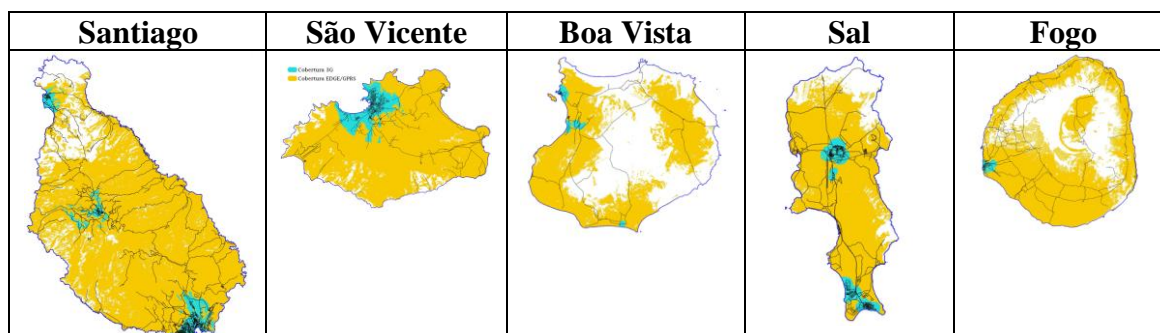 Santiago
São Vicente
Boa Vista
Sal
Fogo
Cobertura 3G
Cobertura EDGE/GPRS